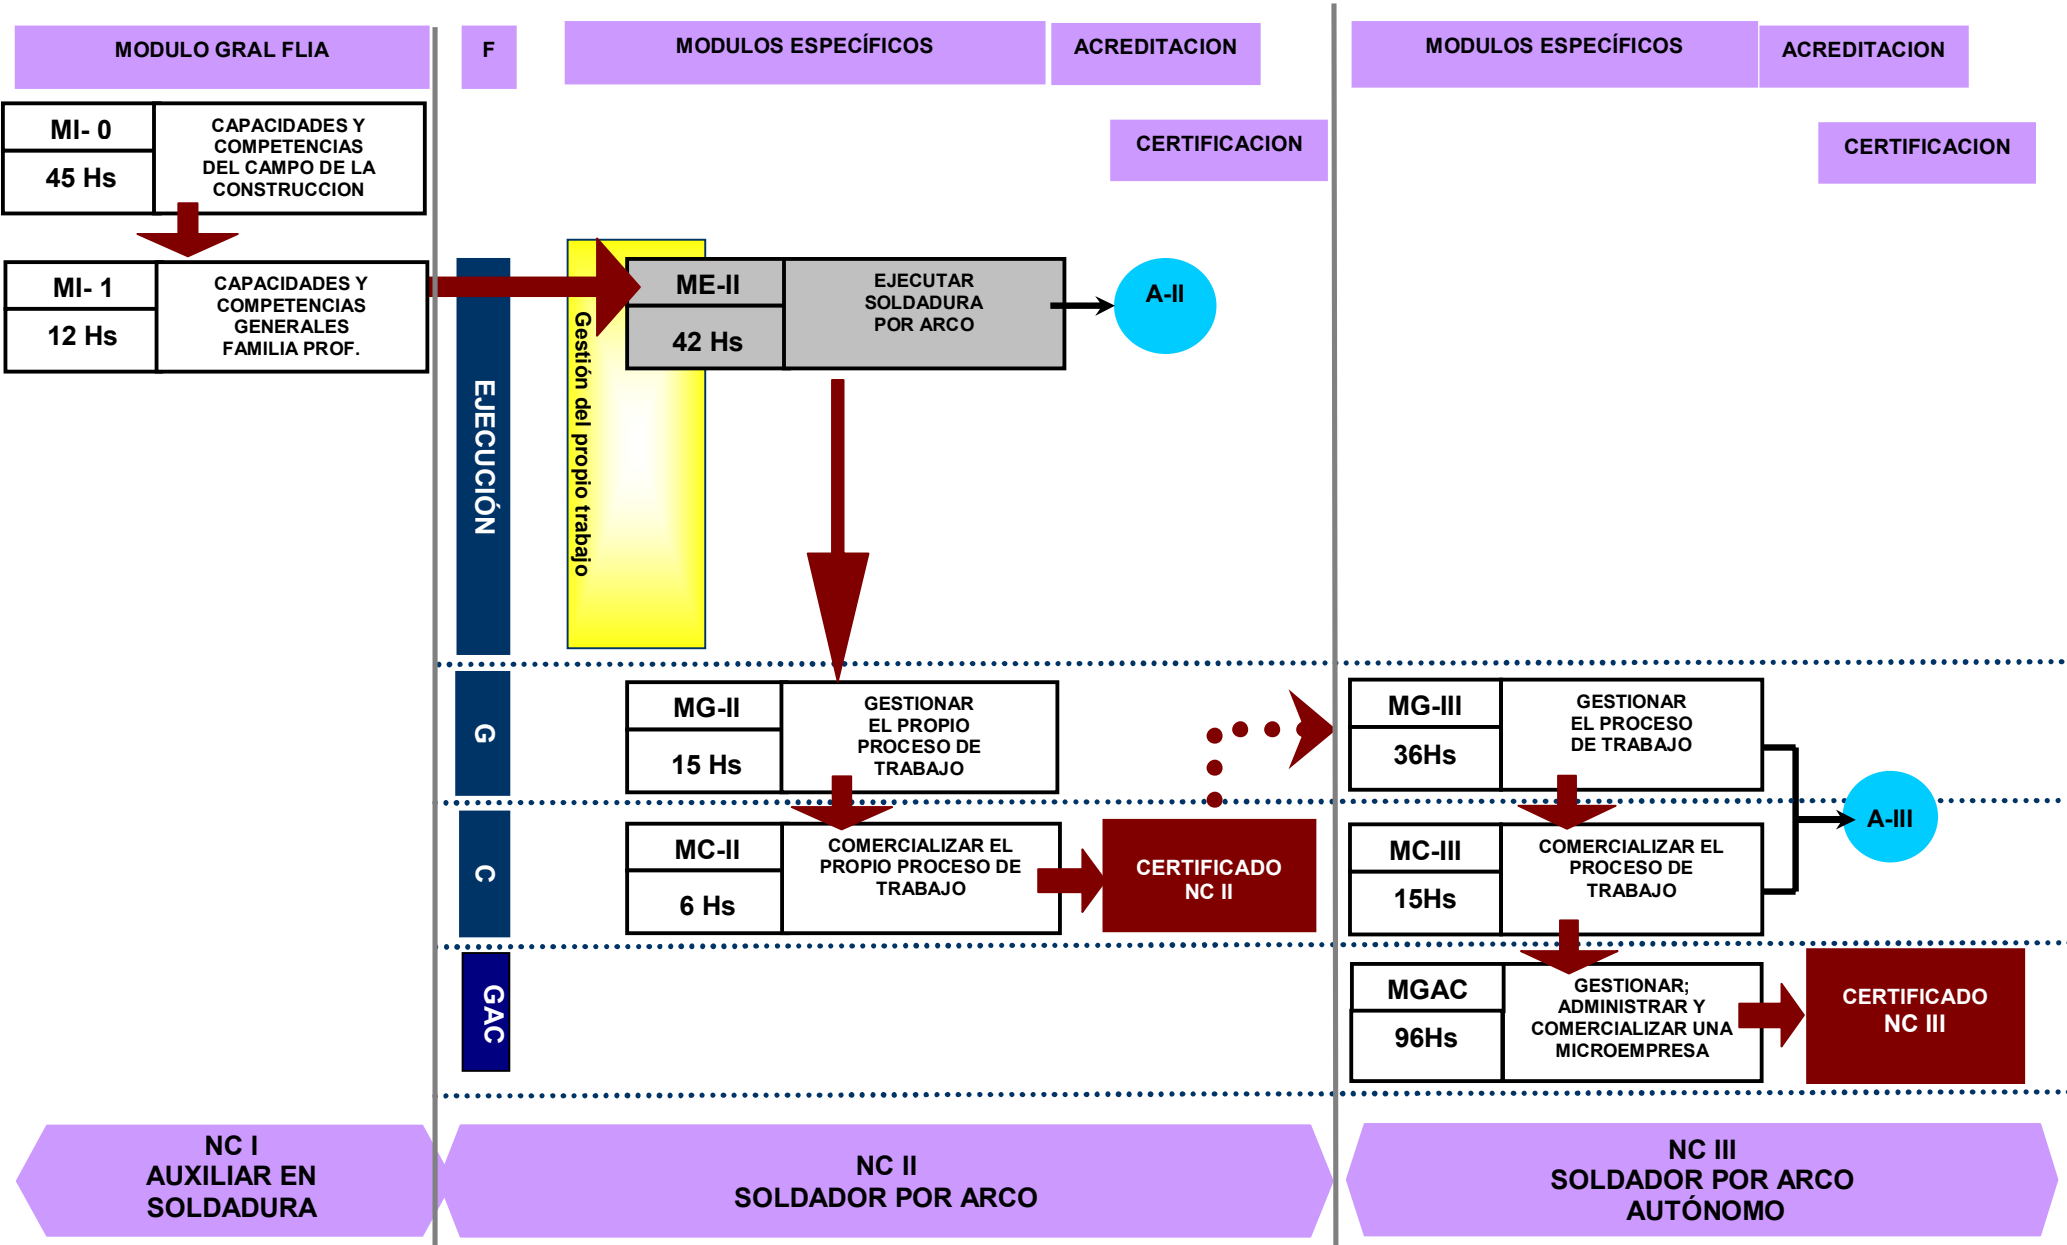 MODULO GRAL FLIA
F
MODULOS ESPECÍFICOS
ACREDITACION
MODULOS ESPECÍFICOS
ACREDITACION
CERTIFICACION
CERTIFICACION
MI- 0
45 Hs
CAPACIDADES Y
COMPETENCIAS
DEL CAMPO DE LA
CONSTRUCCION
MI- 1
12 Hs
CAPACIDADES Y
COMPETENCIAS
GENERALES
FAMILIA PROF.
EJECUCIÓN
Gestión del propio trabajo
ME-II
42 Hs
EJECUTAR
SOLDADURA
POR ARCO
A-II
G
MG-II
15 Hs
GESTIONAR
EL PROPIO
PROCESO DE
TRABAJO
MG-III
36Hs
GESTIONAR
EL PROCESO
DE TRABAJO
C
MC-II
6 Hs
COMERCIALIZAR EL
PROPIO PROCESO DE
TRABAJO
CERTIFICADO
NC II
MC-III
15Hs
COMERCIALIZAR EL
PROCESO DE
TRABAJO
A-III
GAC
MGAC
96Hs
GESTIONAR;
ADMINISTRAR Y
COMERCIALIZAR UNA
MICROEMPRESA
CERTIFICADO
NC III
NC I
AUXILIAR EN
SOLDADURA
NC II
SOLDADOR POR ARCO
NC III
SOLDADOR POR ARCO
AUTÓNOMO